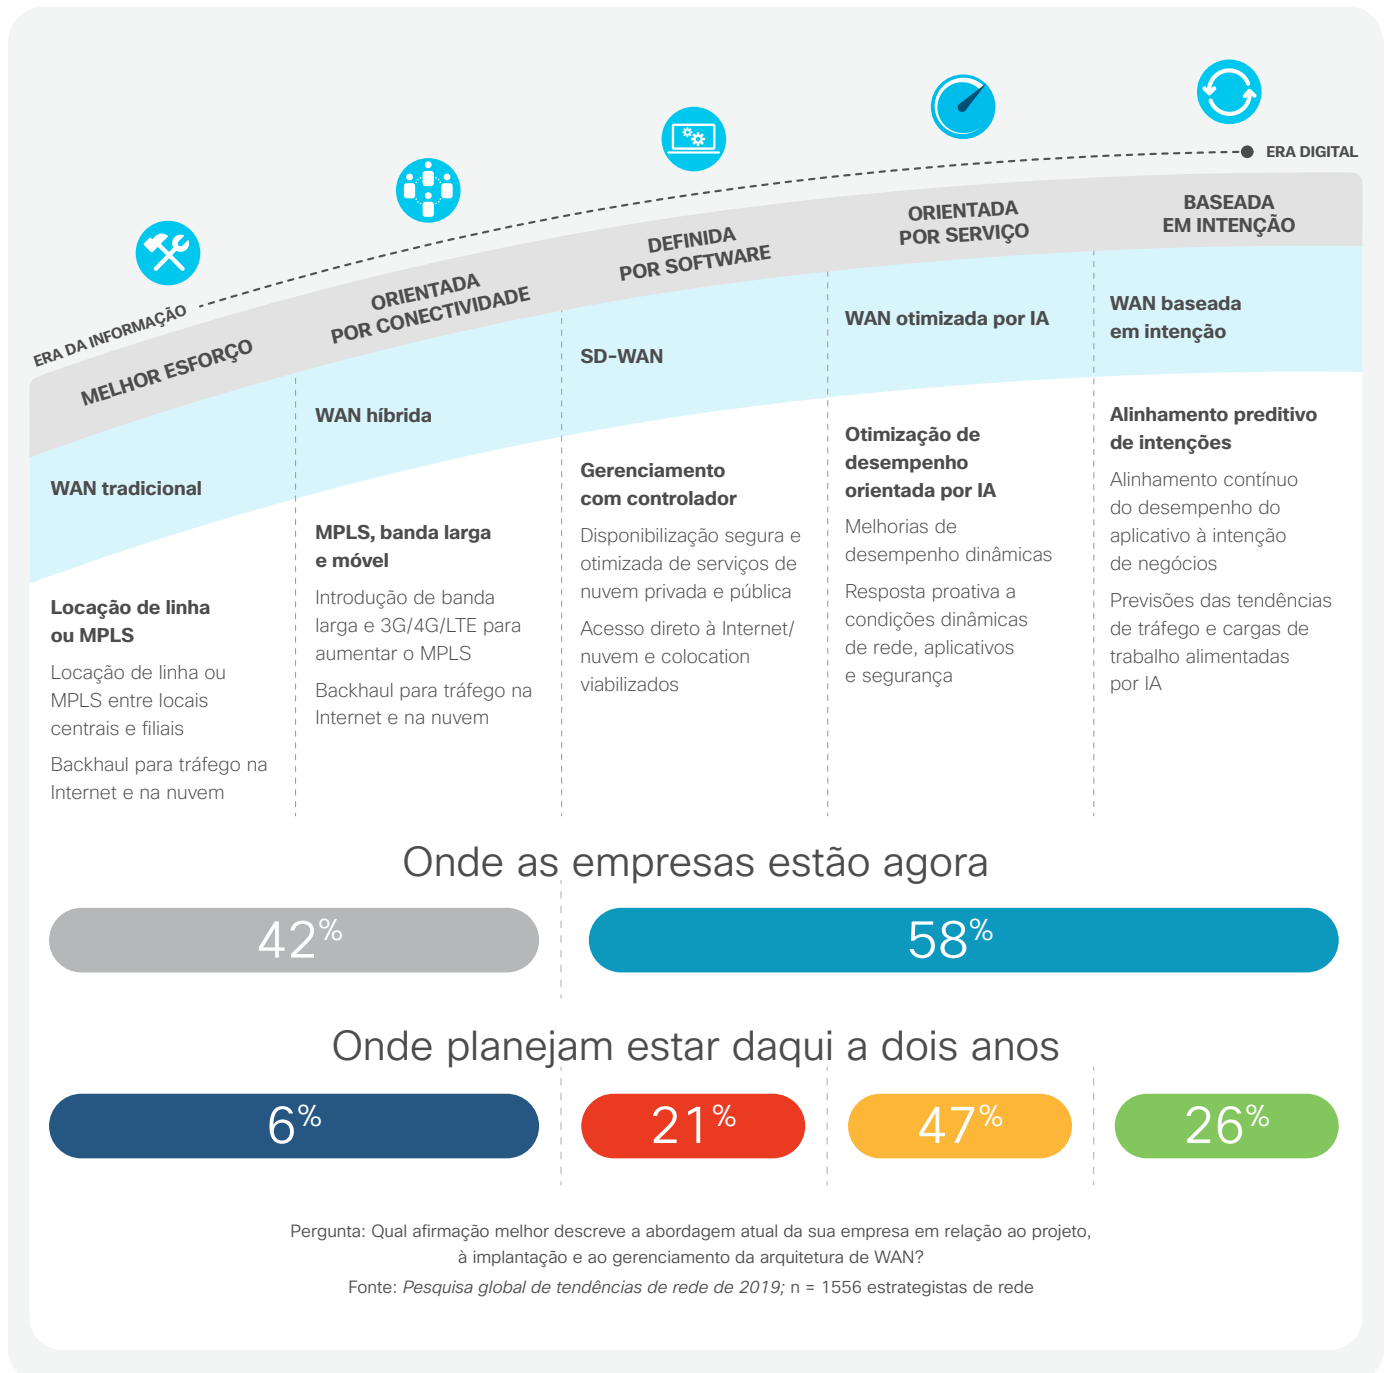 ERA DIGITAL
ERA DA INFORMAÇÃO
MELHOR ESFORÇO
WAN tradicional
Locação de linha
ou MPLS
Locação de linha ou
MPLS entre locais
centrais e filiais
Backhaul para tráfego na
Internet e na nuvem
ORIENTADA
POR CONECTIVIDADE
WAN híbrida
MPLS, banda larga
e móvel
Introdução de banda
larga e 3G/4G/LTE para
aumentar o MPLS
Backhaul para tráfego na
Internet e na nuvem
DEFINIDA
POR SOFTWARE
SD-WAN
Gerenciamento
com controlador
Disponibilização segura e
otimizada de serviços de
nuvem privada e pública
Acesso direto à Internet/
nuvem e colocation
viabilizados
ORIENTADA
POR SERVIÇO
WAN otimizada por IA
Otimização de
desempenho
orientada por IA
Melhorias de
desempenho dinâmicas
Resposta proativa a
condições dinâmicas
de rede, aplicativos
e segurança
BASEADA
EM INTENÇÃO
WAN baseada
em intenção
Alinhamento preditivo
de intenções
Alinhamento contínuo
do desempenho do
aplicativo à intenção
de negócios
Previsões das tendências
de tráfego e cargas de
trabalho alimentadas
por IA
Onde as empresas estão agora
42%
58%
Onde planejam estar daqui a dois anos
6%
21%
47%
26%
Pergunta: Qual afirmação melhor descreve a abordagem atual da sua empresa em relação ao projeto,
à implantação e ao gerenciamento da arquitetura de WAN?
Fonte: Pesquisa global de tendências de rede de 2019; n = 1556 estrategistas de rede